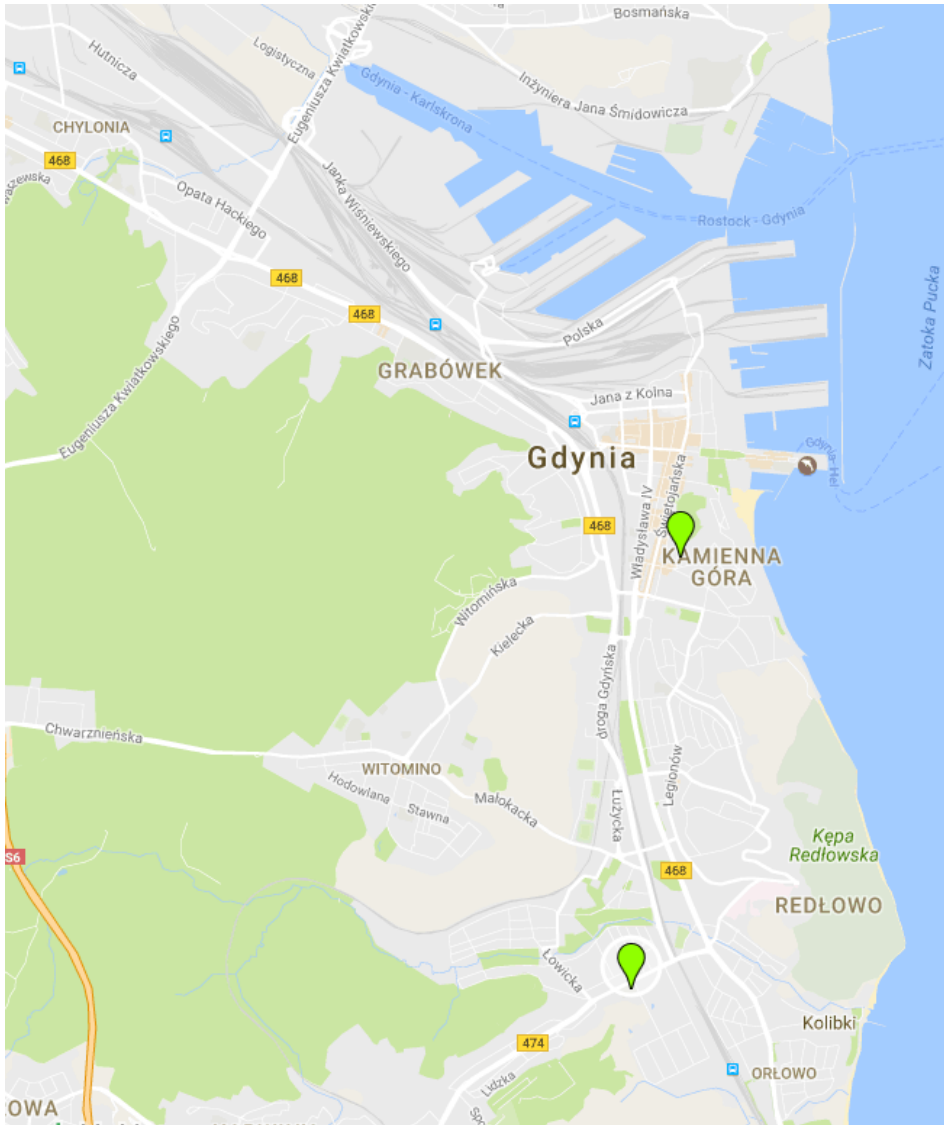 Bosmańska
Hutnicza
Logistyczna
Eugeniusza Kwiatkowskiego
Gdynia - Karlskrona
Inżyniera Jana Śmidowicza
CHYLONIA
468
Opata Hackiego
Janka Wiśniewskiego
Rostock - Gdynia
468
468
Polska
Zatoka Pucka
GRABÓWEK
Eugeniusza Kwiatkowskiego
Jana z Kolna
Gdynia
Gdynia-Hel
Świętojańska
Władysława IV
468
KAMIENNA
GÓRA
Witomińska
Kielecka
droga Gdyńska
Chwarznieńska
WITOMINO
Hodowlana
Stawna
Małokacka
Łużycka
Legionów
Kępa
Redłowska
S6
468
REDŁOWO
Łowicka
Kolibki
474
Lidzka
ORŁOWO
OWA